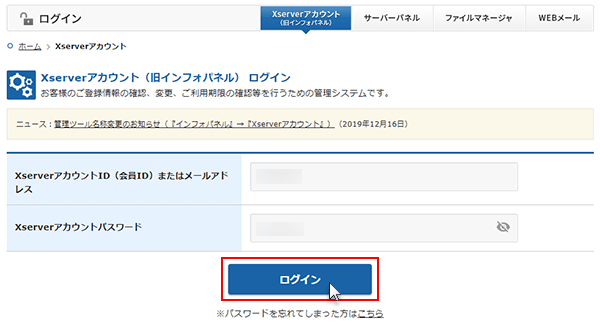 ログイン
Xserverアカウント
（旧インフォパネル）
サーバーパネル
ファイルマネージャ
WEBメール
ホーム > Xserverアカウント
Xserverアカウント（旧インフォパネル） ログイン
お客様のご登録情報の確認、変更、ご利用期限の確認等を行うための管理システムです。
ニュース：管理ツール名称変更のお知らせ（『インフォパネル』→『Xserverアカウント』）（2019年12月16日）
XserverアカウントID（会員ID）またはメールアド
レス
Xserverアカウントパスワード
ログイン
※パスワードを忘れてしまった方はこちら